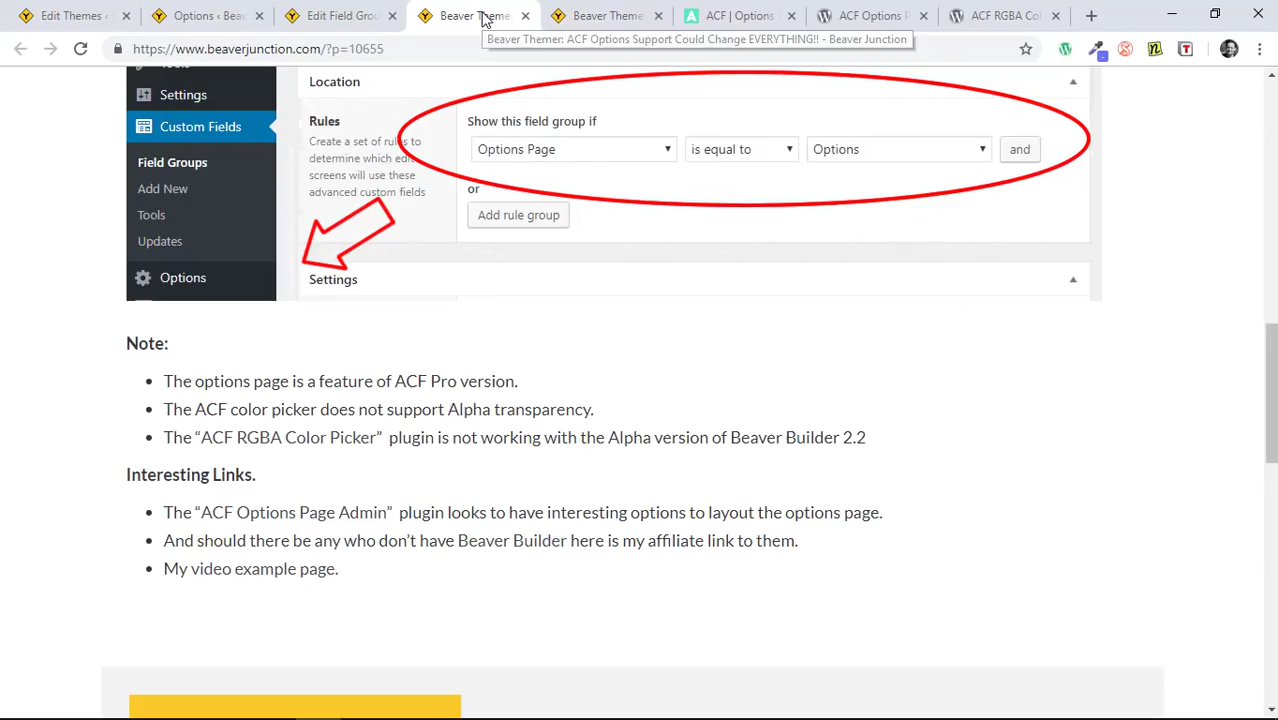 Edit Themes ‹
Options ‹ Beav
Edit Field Grou
Beaver Theme
Beaver Theme
ACF | Options
ACF Options P
ACF RGBA Col
https://www.beaverjunction.com/?p=10655
Beaver Themer: ACF Options Support Could Change EVERYTHING!! - Beaver Junction
Settings
Custom Fields
Field Groups
Add New
Tools
Updates
Options
Location
Rules
Create a set of rules to
determine which edit
screens will use these
advanced custom fields
Show this field group if
Options Page is equal to Options and
or
Add rule group
Settings
Note:
• The options page is a feature of ACF Pro version.
• The ACF color picker does not support Alpha transparency.
• The “ACF RGBA Color Picker” plugin is not working with the Alpha version of Beaver Builder 2.2
Interesting Links.
• The “ACF Options Page Admin” plugin looks to have interesting options to layout the options page.
• And should there be any who don’t have Beaver Builder here is my affiliate link to them.
• My video example page.